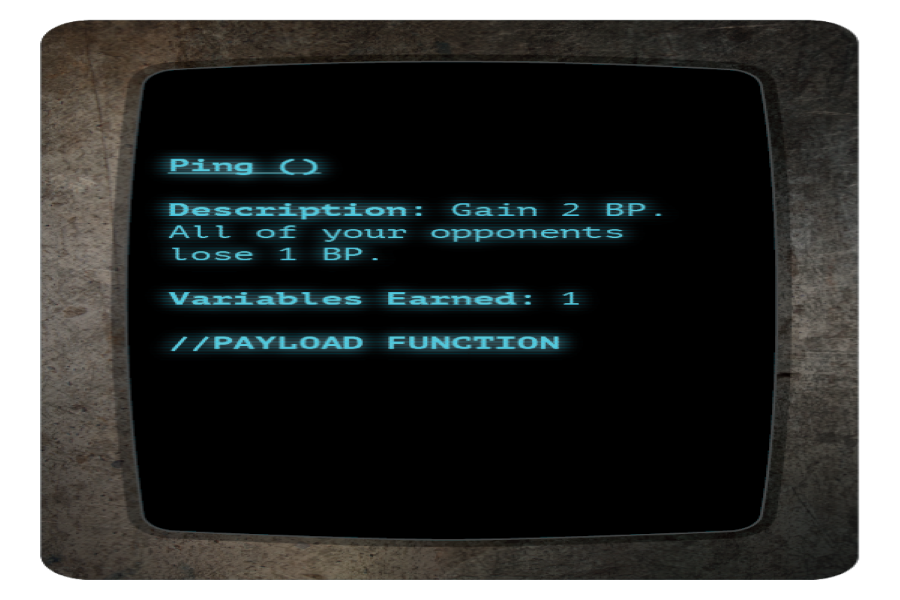 Ping ()
Description: Gain 2 BP.
All of your opponents
lose 1 BP.
Variables Earned: 1
//PAYLOAD FUNCTION